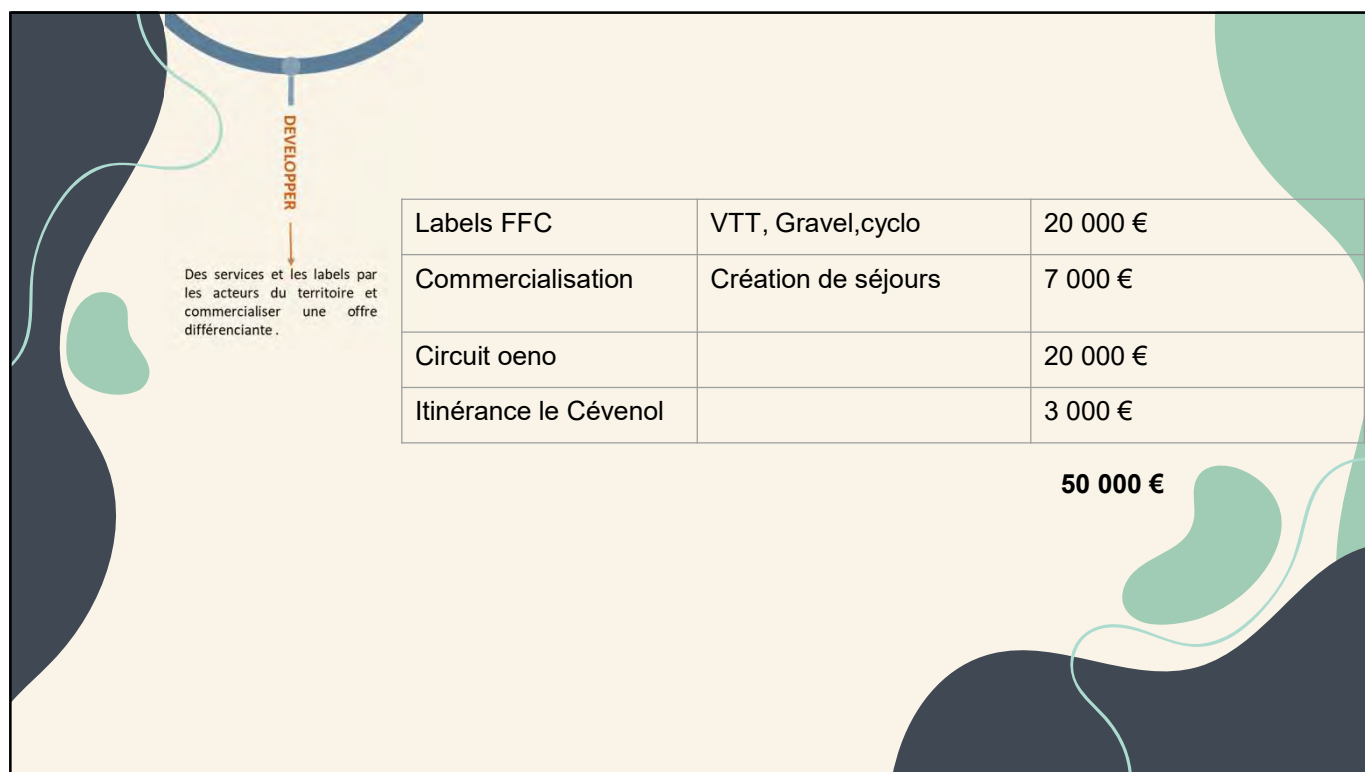 DEVELOPPER
Des services et les labels par
les acteurs du territoire et
commercialiser une offre
différenciante .
Labels FFC VTT, Gravel,cyclo 20 000 €
Commercialisation Création de séjours 7 000 €
Circuit oeno 20 000 €
Itinérance le Cévenol 3 000 €
50 000 €